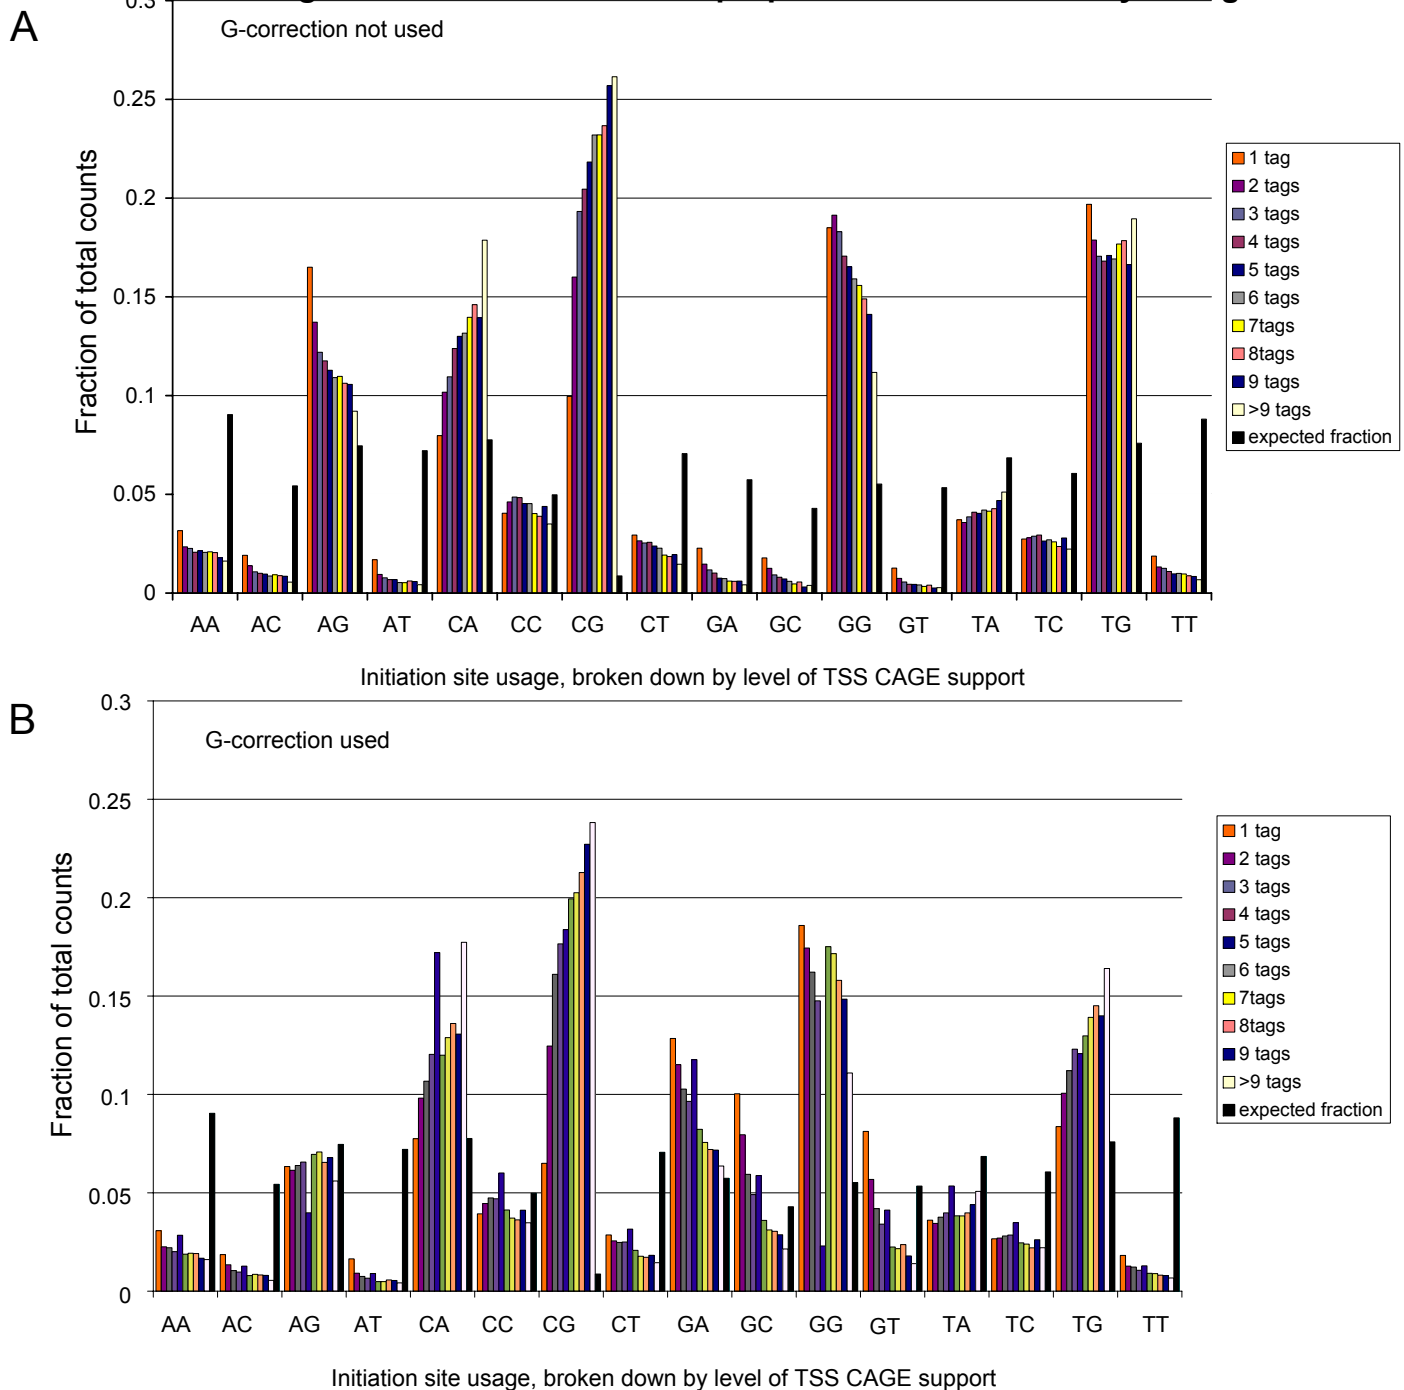 A
G-correction not used
0.3
0.25
0.2
0.15
0.1
0.05
0
Fraction of total counts
AA AC AG AT CA CC CG CT GA GC GG GT TA TC TG TT
Initiation site usage, broken down by level of TSS CAGE support
1 tag
2 tags
3 tags
4 tags
5 tags
6 tags
7tags
8tags
9 tags
>9 tags
expected fraction
B
G-correction used
0.3
0.25
0.2
0.15
0.1
0.05
0
Fraction of total counts
AA AC AG AT CA CC CG CT GA GC GG GT TA TC TG TT
Initiation site usage, broken down by level of TSS CAGE support
1 tag
2 tags
3 tags
4 tags
5 tags
6 tags
7tags
8tags
9 tags
>9 tags
expected fraction